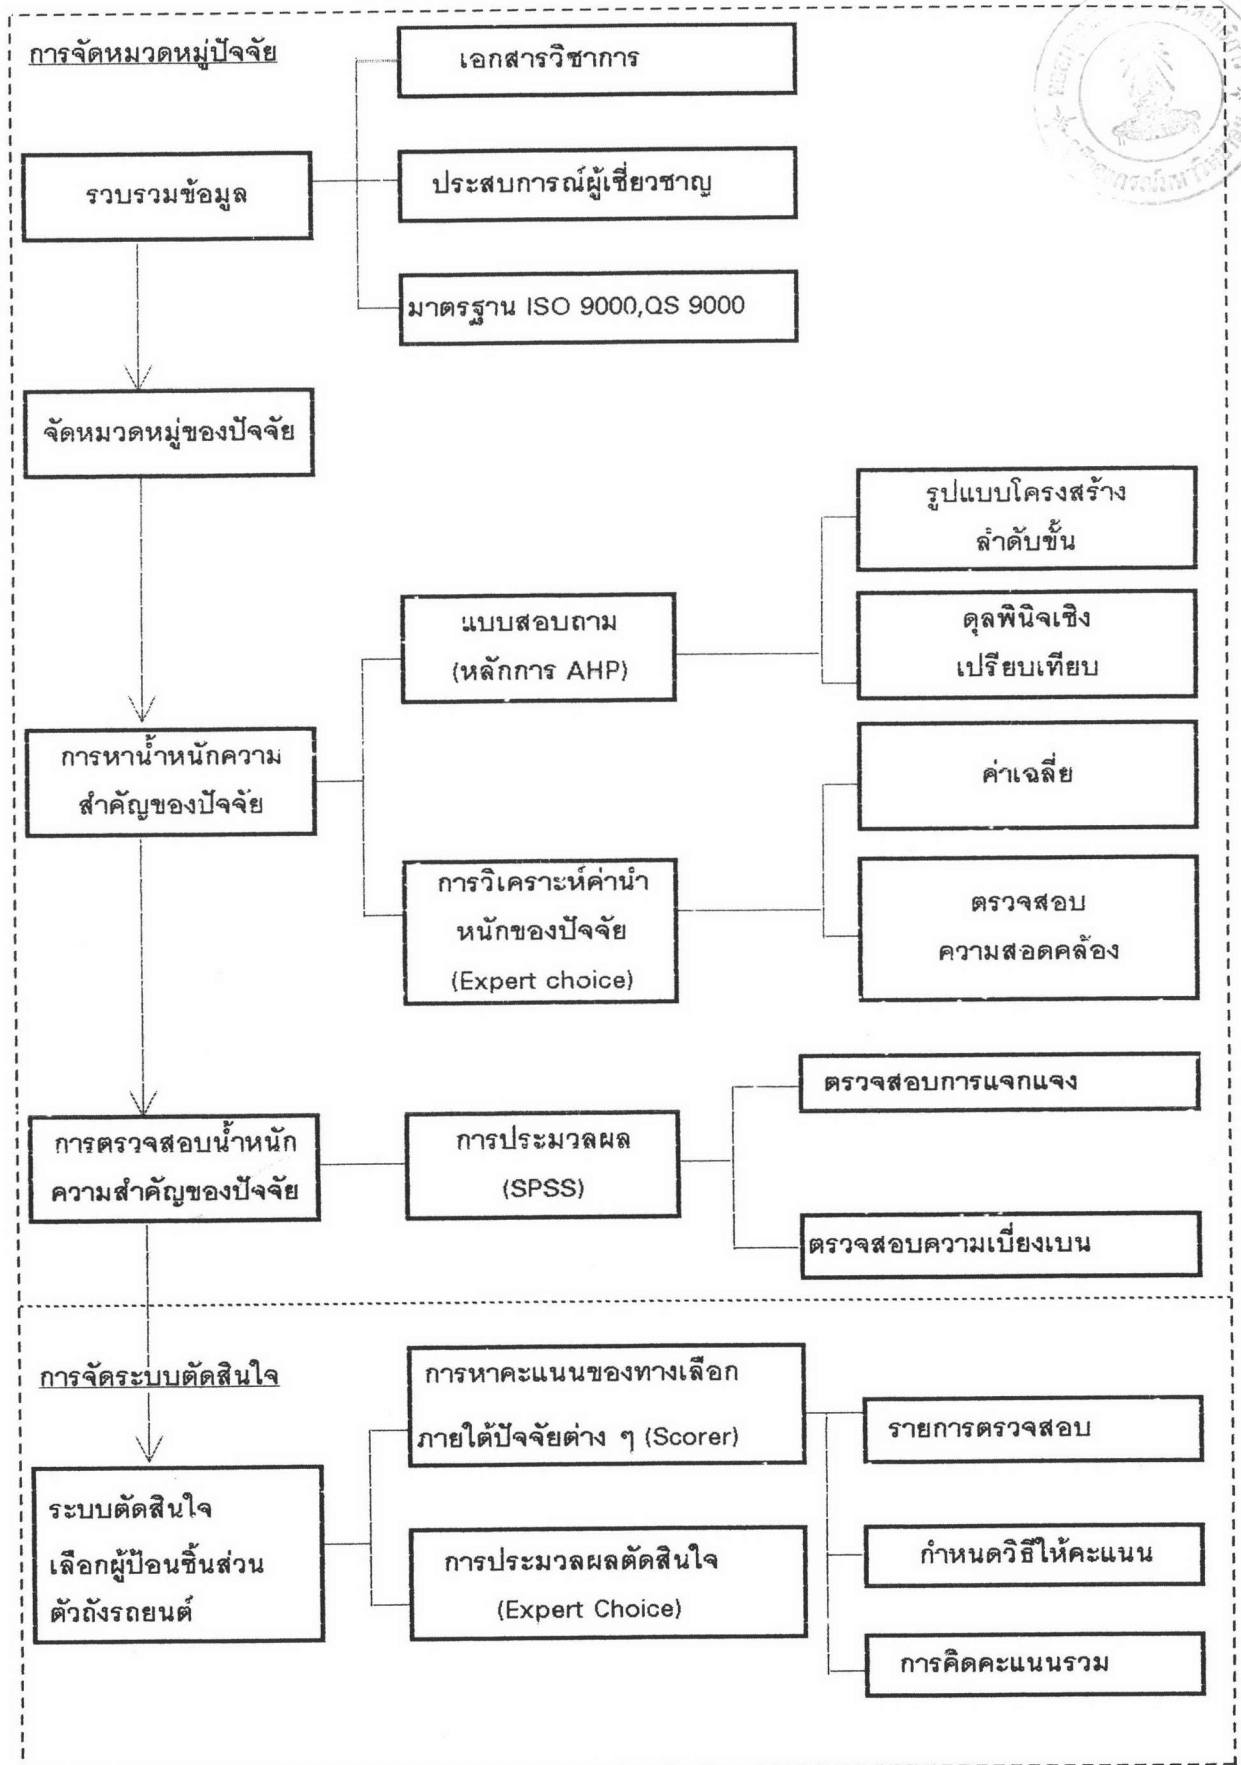 การจัดหมวดหมู่ปัจจัย
เอกสารวิชาการ
รวบรวมข้อมูล
ประสบการณ์ผู้เชี่ยวชาญ
มาตรฐาน ISO 9000,QS 9000
จัดหมวดหมู่ของปัจจัย
รูปแบบโครงสร้าง
ลำดับขั้น
แบบสอบถาม
(หลักการ AHP)
ดุลพินิจเชิง
เปรียบเทียบ
การหาน้ำหนักความ
สำคัญของปัจจัย
ค่าเฉลี่ย
การวิเคราะห์ค่านำ
หนักของปัจจัย
(Expert choice)
ตรวจสอบ
ความสอดคล้อง
ตรวจสอบการแจกแจง
การตรวจสอบน้ำหนัก
ความสำคัญของปัจจัย
การประมวลผล
(SPSS)
ตรวจสอบความเบี่ยงเบน
การจัดระบบตัดสินใจ
การหาคะแนนของทางเลือก
ภายใต้ปัจจัยต่าง ๆ (Scorer)
รายการตรวจสอบ
ระบบตัดสินใจ
เลือกผู้ป้อนชิ้นส่วน
ตัวถังรถยนต์
การประมวลผลตัดสินใจ
(Expert Choice)
กำหนดวิธีให้คะแนน
การคิดคะแนนรวม